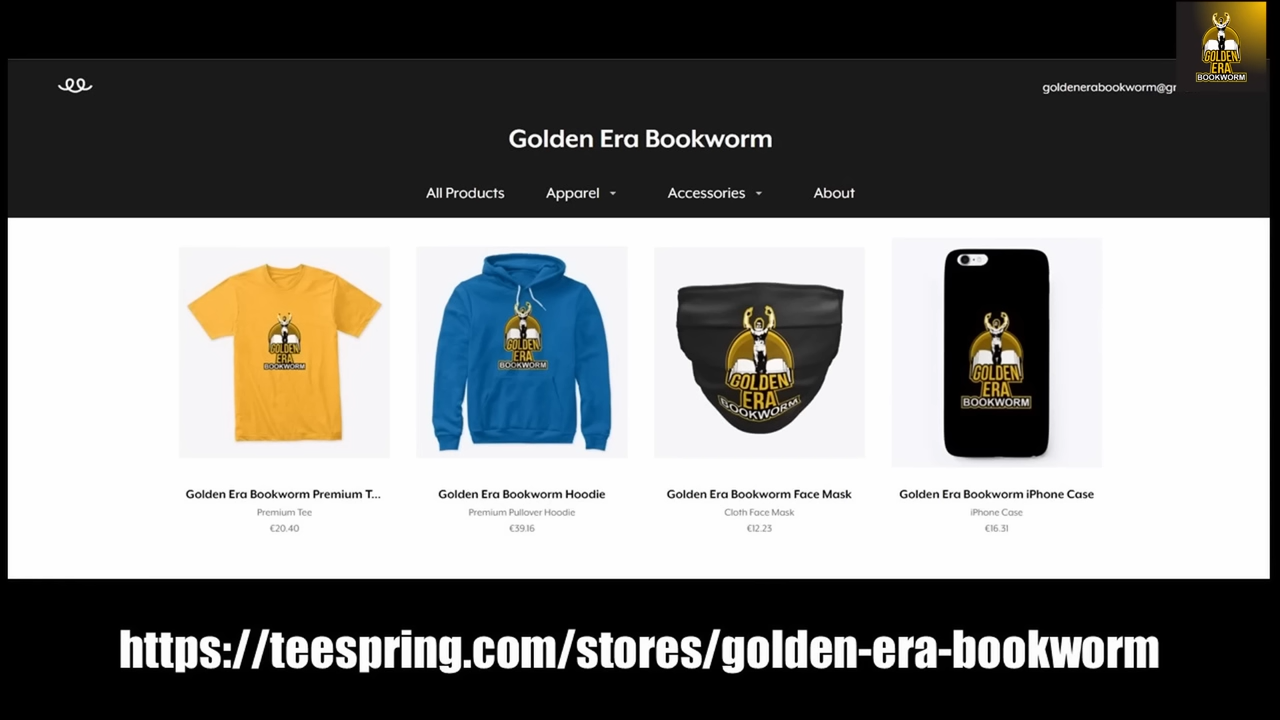 GOLDEN
ERA
BOOKWORM
goldenerabookworm@gr
Golden Era Bookworm
All Products Apparel Accessories About
GOLDEN
ERA
BOOKWORM
GOLDEN
ERA
BOOKWORM
GOLDEN
ERA
BOOKWORM
GOLDEN
ERA
BOOKWORM
Golden Era Bookworm Premium T... Golden Era Bookworm Hoodie Golden Era Bookworm Face Mask Golden Era Bookworm iPhone Case
Premium Tee Premium Pullover Hoodie Cloth Face Mask iPhone Case
€20.40 €39.16 €12.23 €16.31
https://teespring.com/stores/golden-era-bookworm